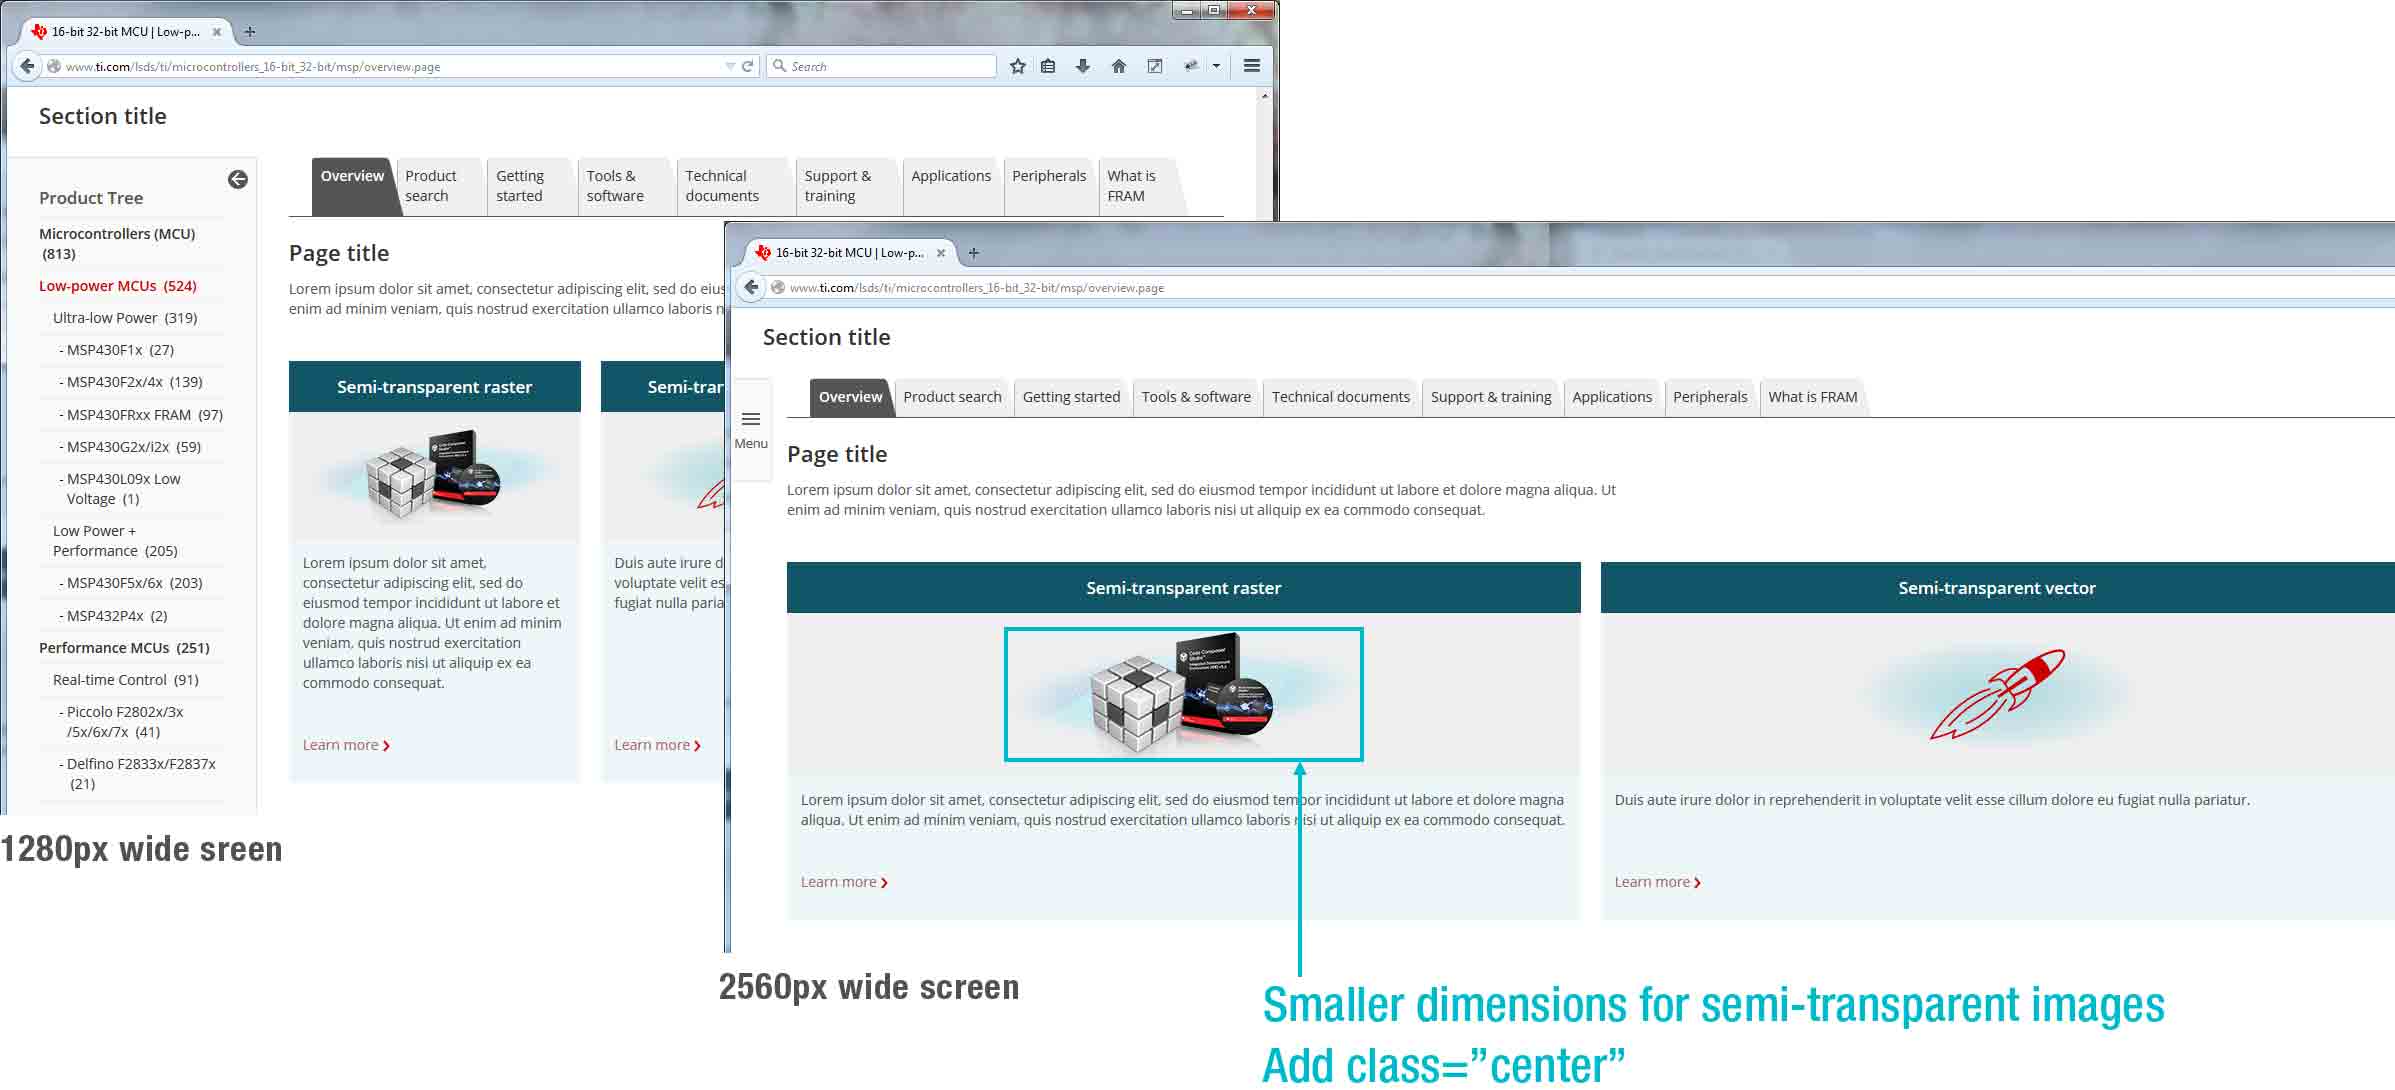 16-bit 32-bit MCU | Low-p...
www.ti.com/lsds/ti/microcontrollers_16-bit_32-bit/msp/overview.page
Search
Section title
Product Tree
Microcontrollers (MCU)
(813)
Low-power MCUs (524)
Ultra-low Power (319)
- MSP430F1x (27)
- MSP430F2x/4x (139)
- MSP430FRxx FRAM (97)
- MSP430G2x/i2x (59)
- MSP430L09x Low
Voltage (1)
Low Power +
Performance (205)
- MSP430F5x/6x (203)
- MSP432P4x (2)
Performance MCUs (251)
Real-time Control (91)
- Piccolo F2802x/3x
/5x/6x/7x (41)
- Delfino F2833x/F2837x
(21)
Overview
Product
search
Getting
started
Tools &
software
Technical
documents
Support &
training
Applications
Peripherals
What is
FRAM
Page title
Lorem ipsum dolor sit amet, consectetur adipiscing elit, sed do eius
enim ad minim veniam, quis nostrud exercitation ullamco laboris n
Semi-transparent raster
Lorem ipsum dolor sit amet,
consectetur adipiscing elit, sed do
eiusmod tempor incididunt ut labore et
dolore magna aliqua. Ut enim ad minim
veniam, quis nostrud exercitation
ullamco laboris nisi ut aliquip ex ea
commodo consequat.
Learn more
Semi-trar
Duis aute irure d
voluptate velit es
fugiat nulla paria
Learn more
1280px wide sreen
16-bit 32-bit MCU | Low-p...
www.ti.com/lsds/ti/microcontrollers_16-bit_32-bit/msp/overview.page
Section title
Menu
Overview
Product search
Getting started
Tools & software
Technical documents
Support & training
Applications
Peripherals
What is FRAM
Page title
Lorem ipsum dolor sit amet, consectetur adipiscing elit, sed do eiusmod tempor incididunt ut labore et dolore magna aliqua. Ut
enim ad minim veniam, quis nostrud exercitation ullamco laboris nisi ut aliquip ex ea commodo consequat.
Semi-transparent raster
Code Composer
Studio
Lorem ipsum dolor sit amet, consectetur adipiscing elit, sed do eiusmod tempor incididunt ut labore et dolore magna
aliqua. Ut enim ad minim veniam, quis nostrud exercitation ullamco laboris nisi ut aliquip ex ea commodo consequat.
Learn more
Semi-transparent vector
Duis aute irure dolor in reprehenderit in voluptate velit esse cillum dolore eu fugiat nulla pariatur.
Learn more
2560px wide screen
Smaller dimensions for semi-transparent images
Add class=”center”